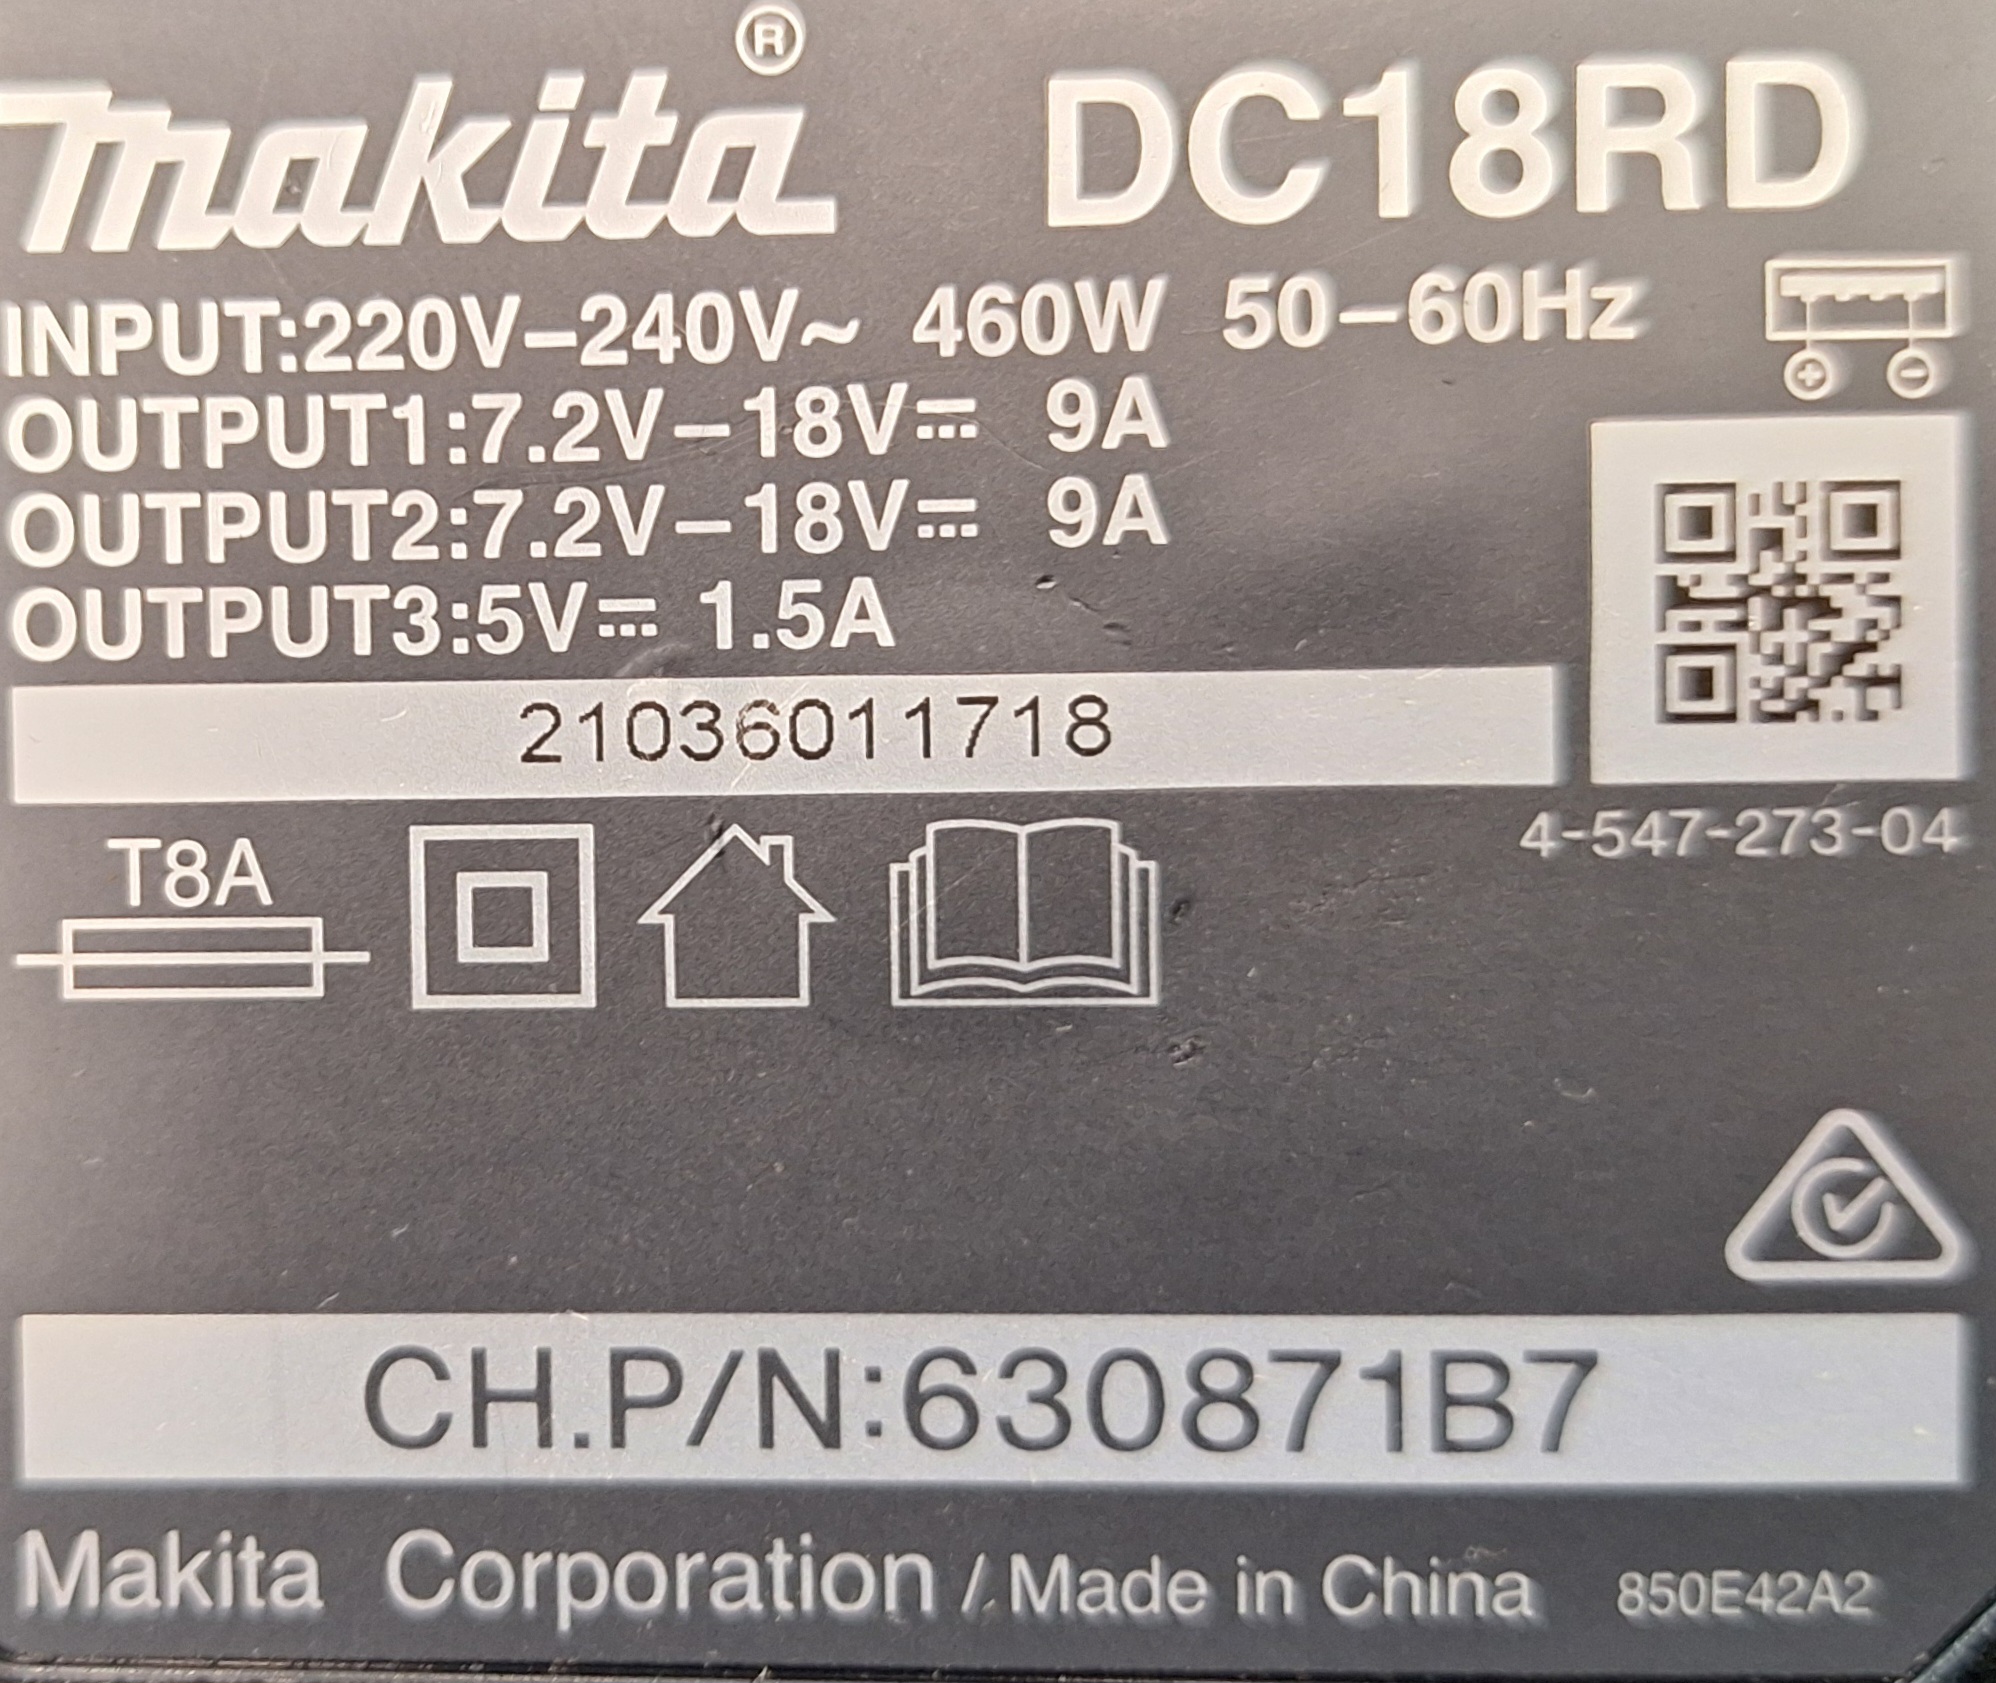 makita® DC18RD
INPUT:220V–240V~ 460W 50–60Hz
OUTPUT1:7.2V–18V⎓ 9A
OUTPUT2:7.2V–18V⎓ 9A
OUTPUT3:5V⎓ 1.5A
21036011718
4-547-273-04
T8A
CH.P/N:630871B7
Makita Corporation / Made in China 850E42A2